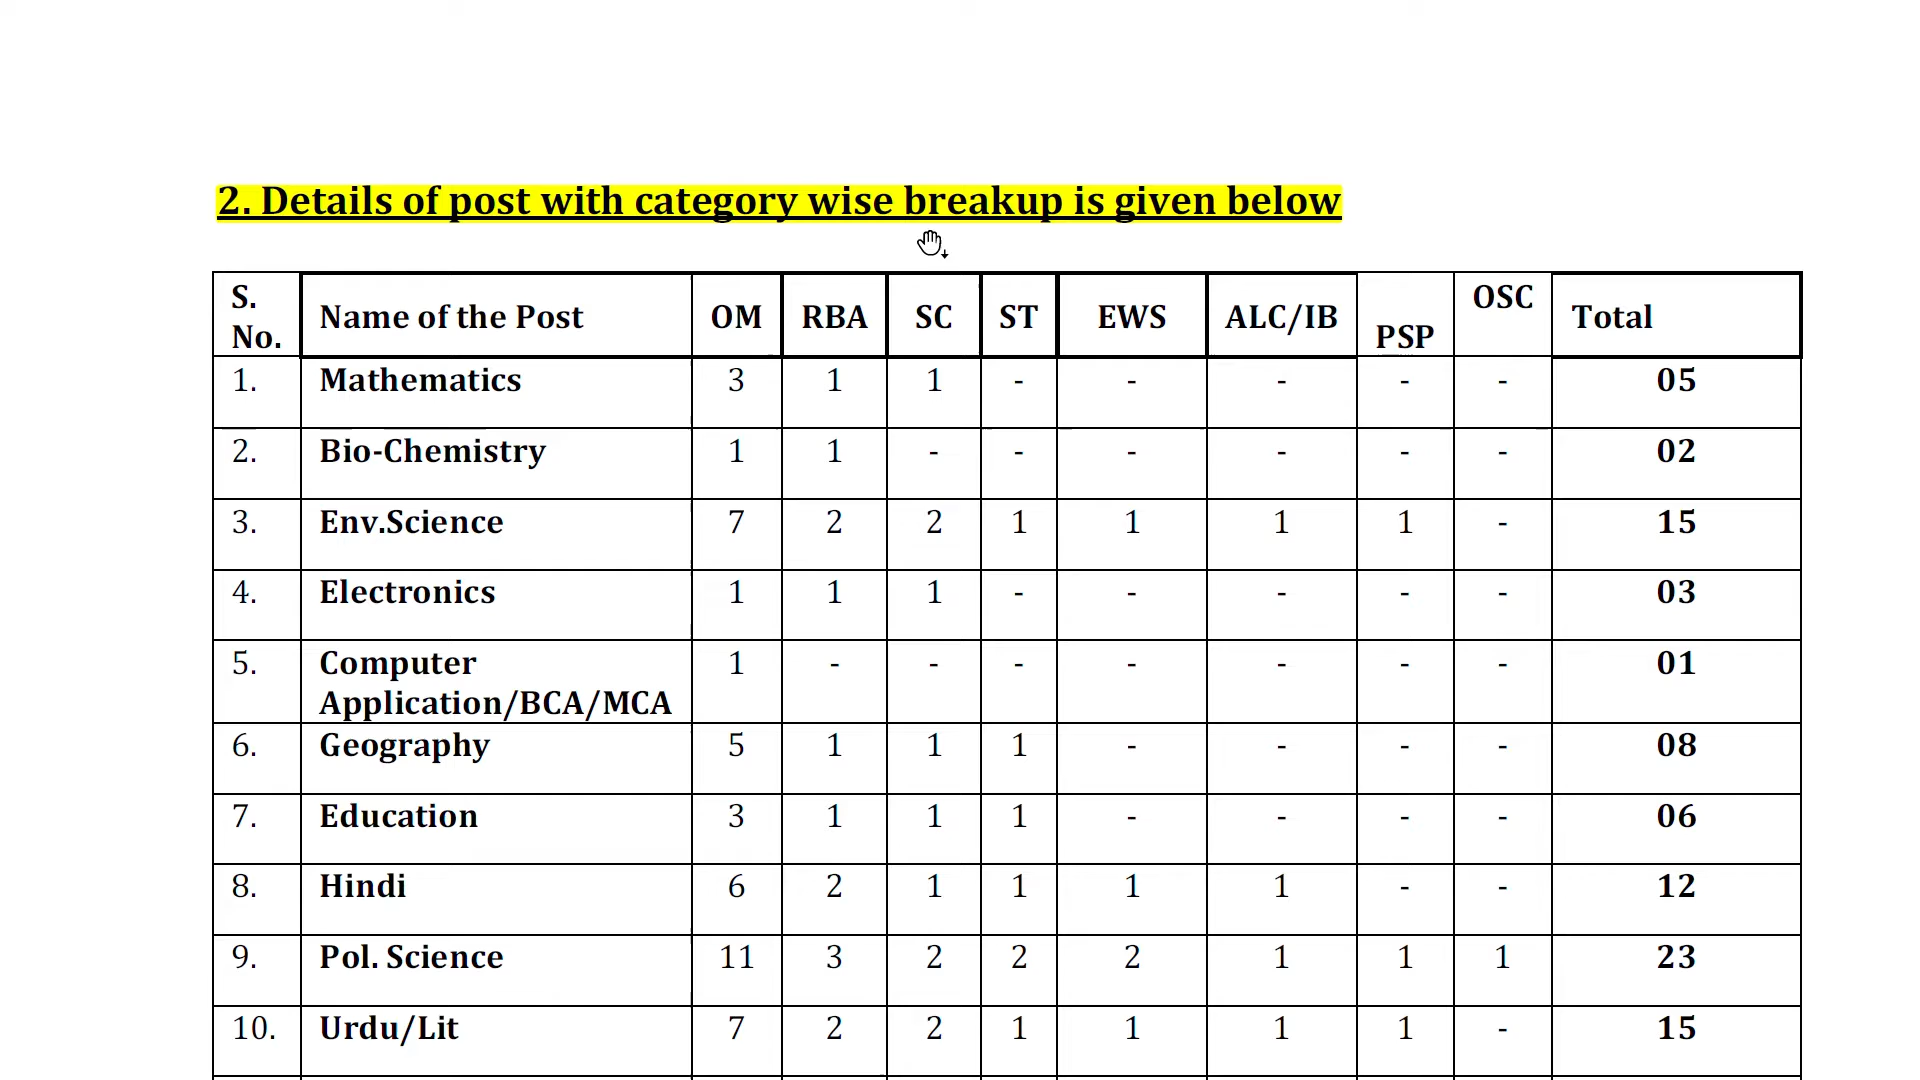 2. Details of post with category wise breakup is given below
S. No. Name of the Post OM RBA SC ST EWS ALC/IB PSP OSC Total
1. Mathematics 3 1 1 - - - - - 05
2. Bio-Chemistry 1 1 - - - - - - 02
3. Env.Science 7 2 2 1 1 1 1 - 15
4. Electronics 1 1 1 - - - - - 03
5. Computer Application/BCA/MCA 1 - - - - - - - 01
6. Geography 5 1 1 1 - - - - 08
7. Education 3 1 1 1 - - - - 06
8. Hindi 6 2 1 1 1 1 - - 12
9. Pol. Science 11 3 2 2 2 1 1 1 23
10. Urdu/Lit 7 2 2 1 1 1 1 - 15